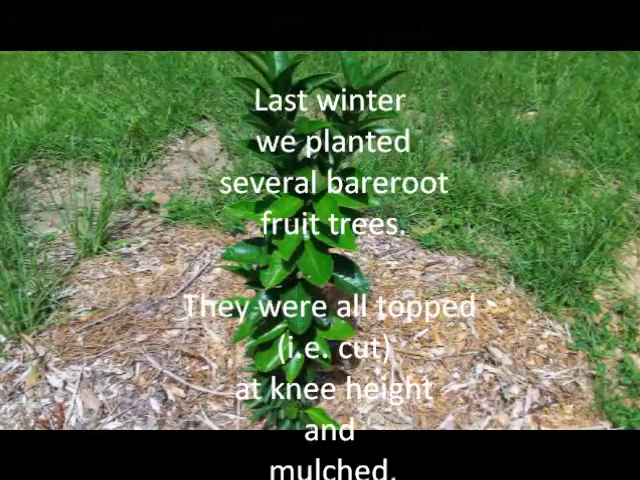 Last winter
we planted
several bareroot
fruit trees.
They were all topped
(i.e. cut)
at knee height
and
mulched.